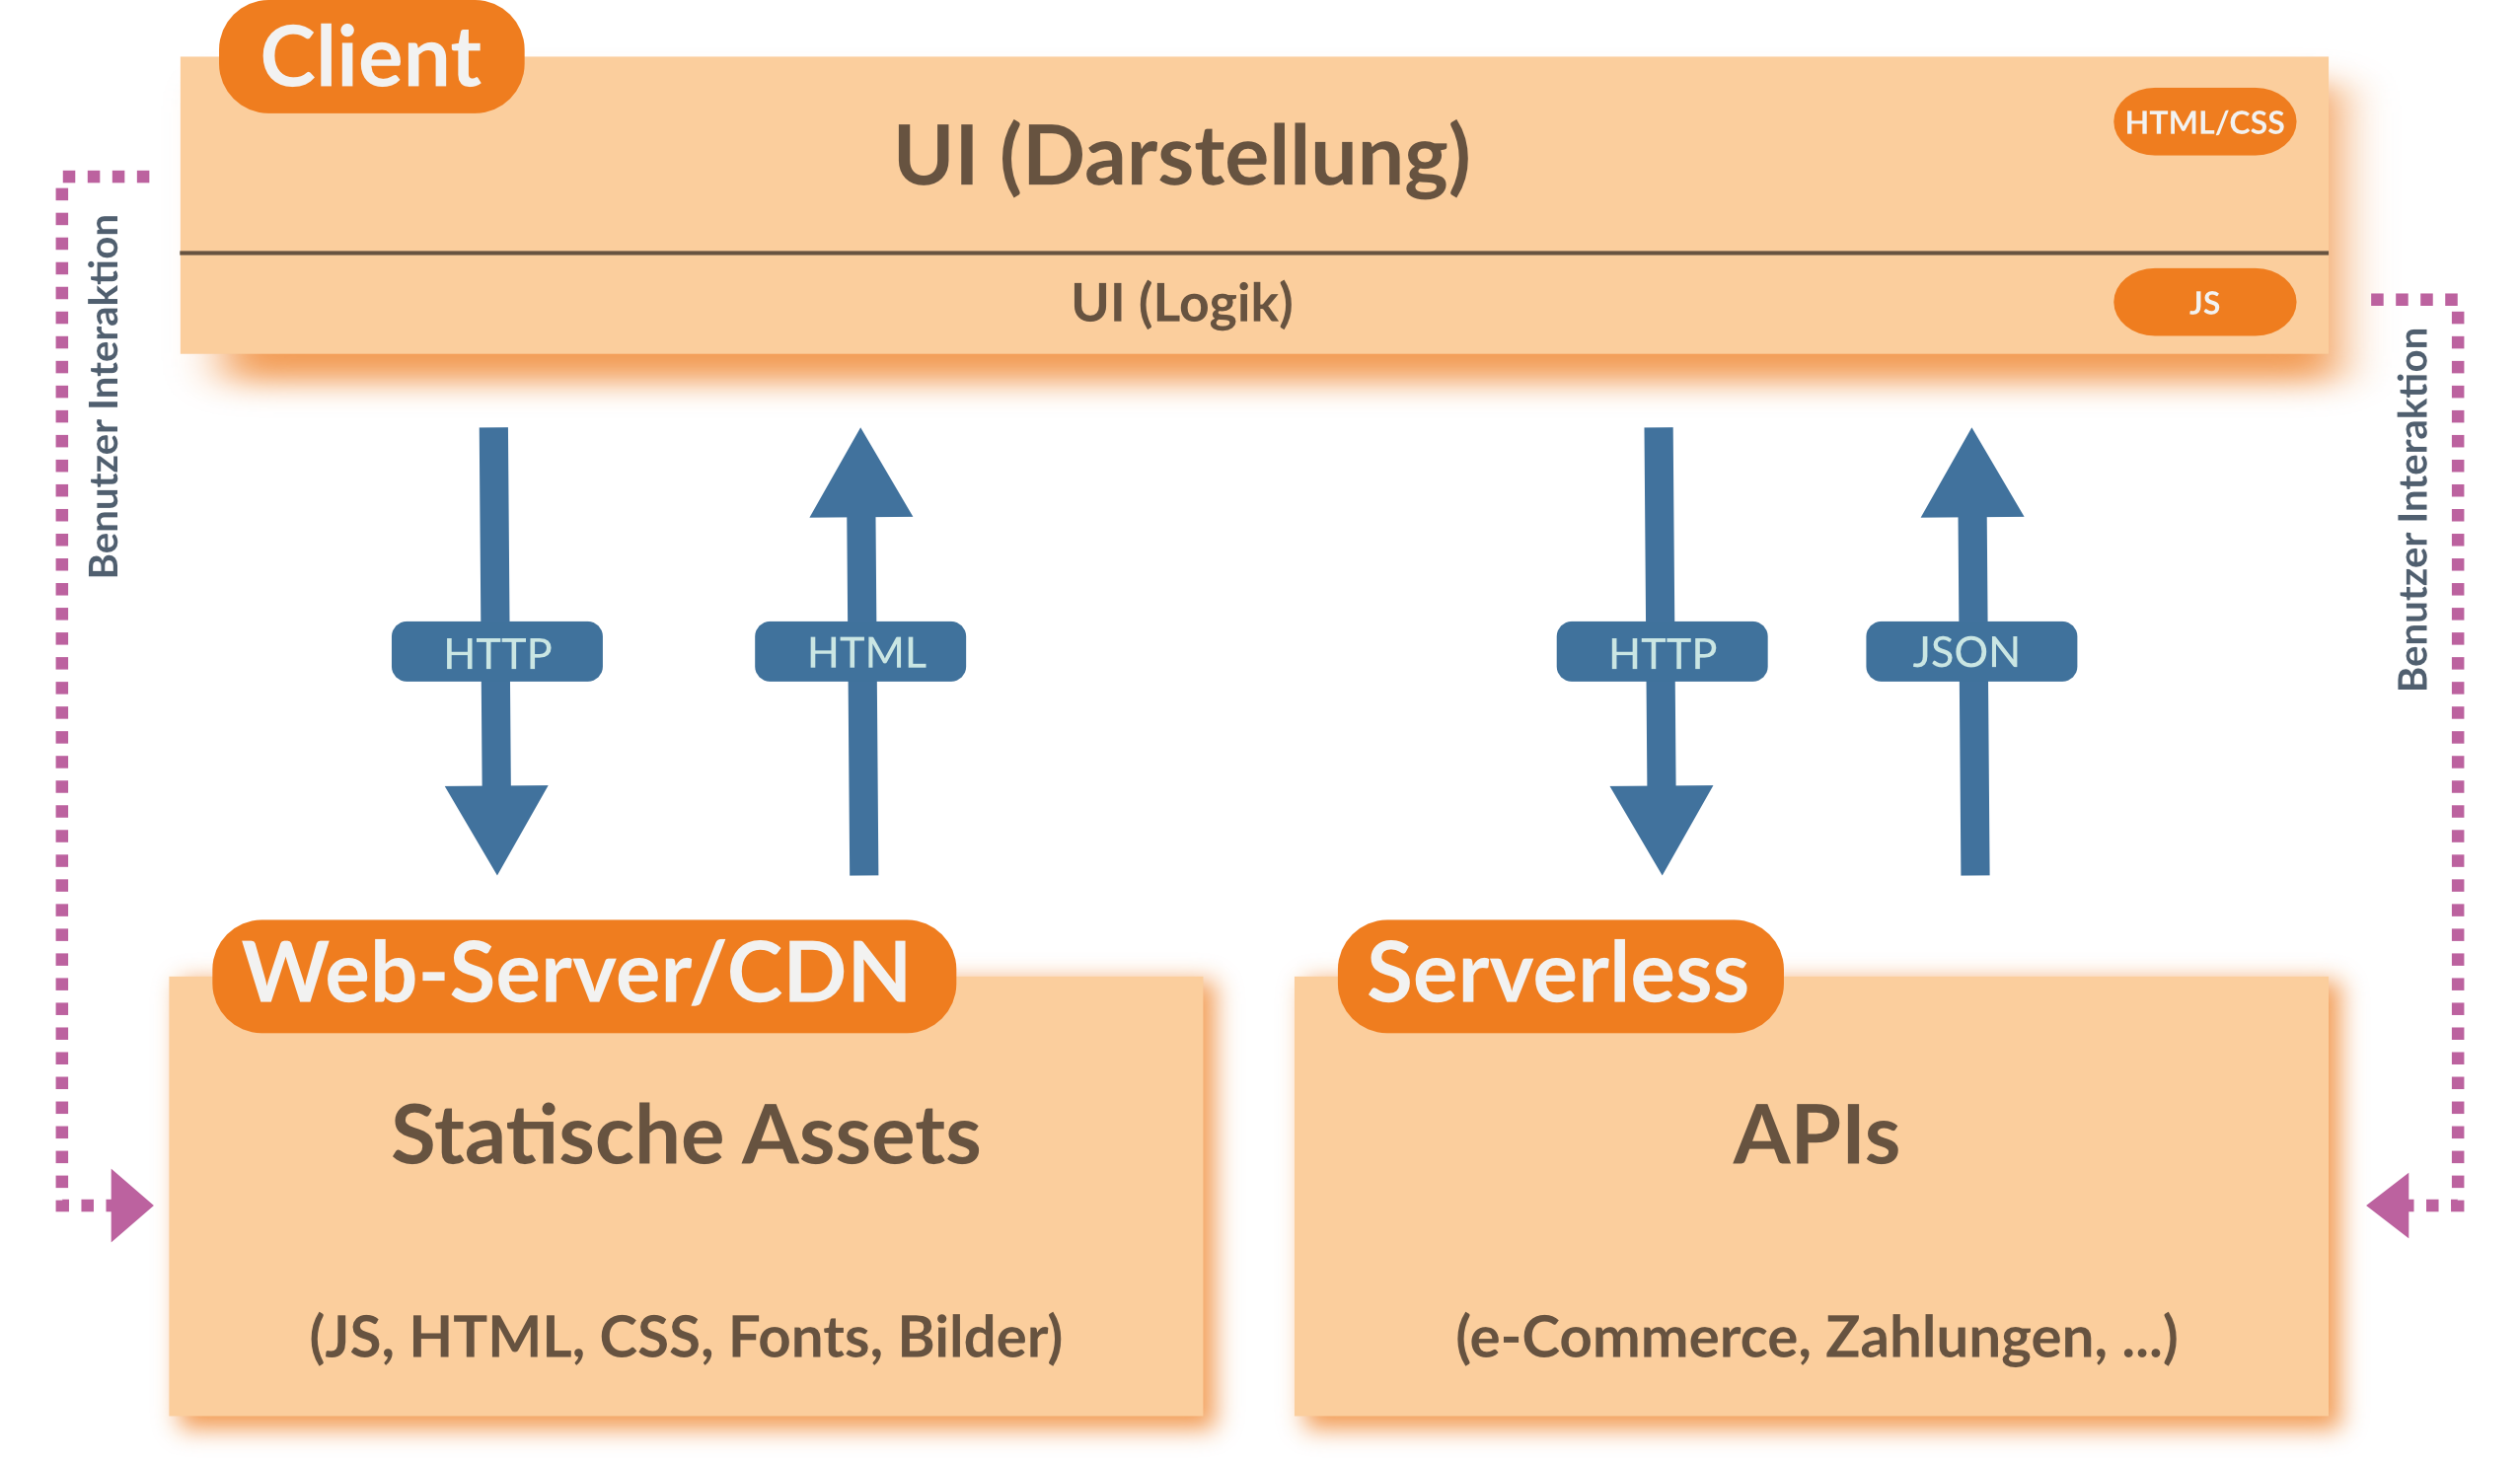 Client
UI (Darstellung)
HTML/CSS
UI (Logik)
JS
Benutzer Interaktion
Benutzer Interaktion
HTTP
HTML
HTTP
JSON
Web-Server/CDN
Statische Assets
(JS, HTML, CSS, Fonts, Bilder)
Serverless
APIs
(e-Commerce, Zahlungen, ...)